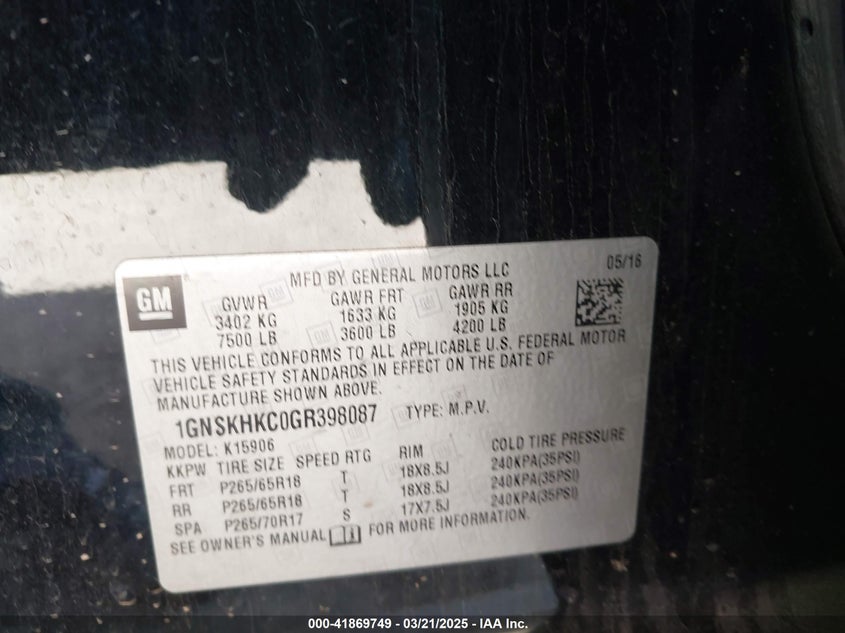 GM
MFD BY GENERAL MOTORS LLC
05/16
GVWR GAWR FRT GAWR RR
3402 KG 1633 KG 1905 KG
7500 LB 3600 LB 4200 LB
THIS VEHICLE CONFORMS TO ALL APPLICABLE U.S. FEDERAL MOTOR
VEHICLE SAFETY STANDARDS IN EFFECT ON THE DATE OF
MANUFACTURE SHOWN ABOVE.
1GNSKHKC0GR398087 TYPE: M.P.V.
MODEL: K15906
KKPW TIRE SIZE SPEED RTG RIM COLD TIRE PRESSURE
FRT P265/65R18 T 18X8.5J 240KPA(35PSI)
RR P265/65R18 T 18X8.5J 240KPA(35PSI)
SPA P265/70R17 S 17X7.5J 240KPA(35PSI)
SEE OWNER'S MANUAL FOR MORE INFORMATION.
000-41869749 - 03/21/2025 - IAA Inc.